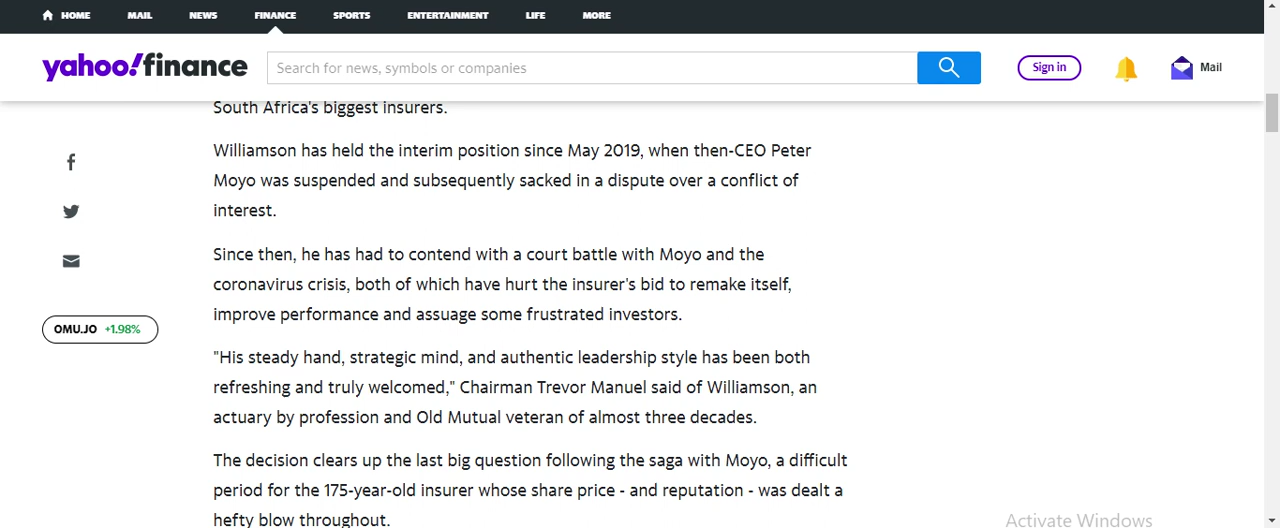 HOME MAIL NEWS FINANCE SPORTS ENTERTAINMENT LIFE MORE
yahoo!finance Search for news, symbols or companies Sign in Mail
South Africa's biggest insurers.
Williamson has held the interim position since May 2019, when then-CEO Peter
Moyo was suspended and subsequently sacked in a dispute over a conflict of
interest.
Since then, he has had to contend with a court battle with Moyo and the
coronavirus crisis, both of which have hurt the insurer's bid to remake itself,
improve performance and assuage some frustrated investors.
OMU.JO +1.98%
"His steady hand, strategic mind, and authentic leadership style has been both
refreshing and truly welcomed," Chairman Trevor Manuel said of Williamson, an
actuary by profession and Old Mutual veteran of almost three decades.
The decision clears up the last big question following the saga with Moyo, a difficult
period for the 175-year-old insurer whose share price - and reputation - was dealt a
hefty blow throughout.
Activate Windows